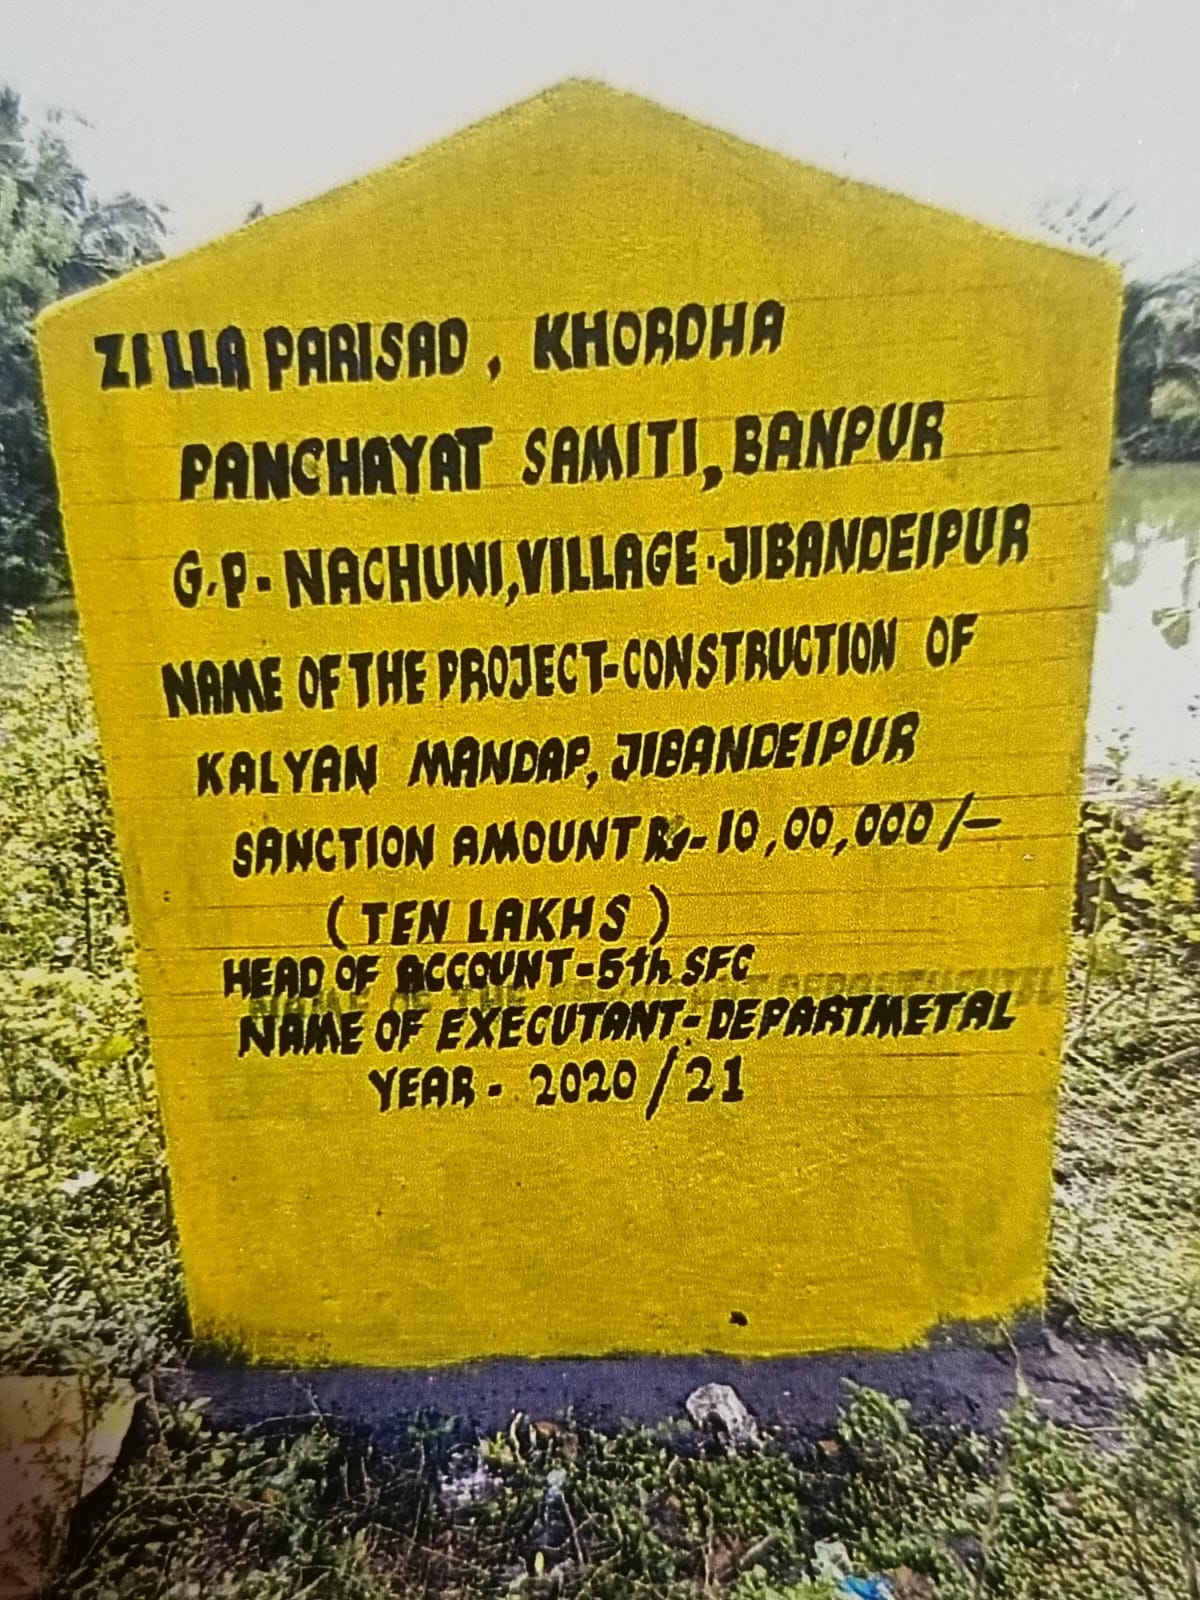 ZILLA PARISAD, KHORDHA
PANCHAYAT SAMITI, BANPUR
G.P- NACHUNI, VILLAGE-JIBANDEIPUR
NAME OF THE PROJECT-CONSTRUCTION OF
KALYAN MANDAP, JIBANDEIPUR
SANCTION AMOUNT Rs-10,00,000/-
(TEN LAKHS)
HEAD OF ACCOUNT-5th SFC
NAME OF EXECUTANT-DEPARTMETAL
YEAR- 2020/21